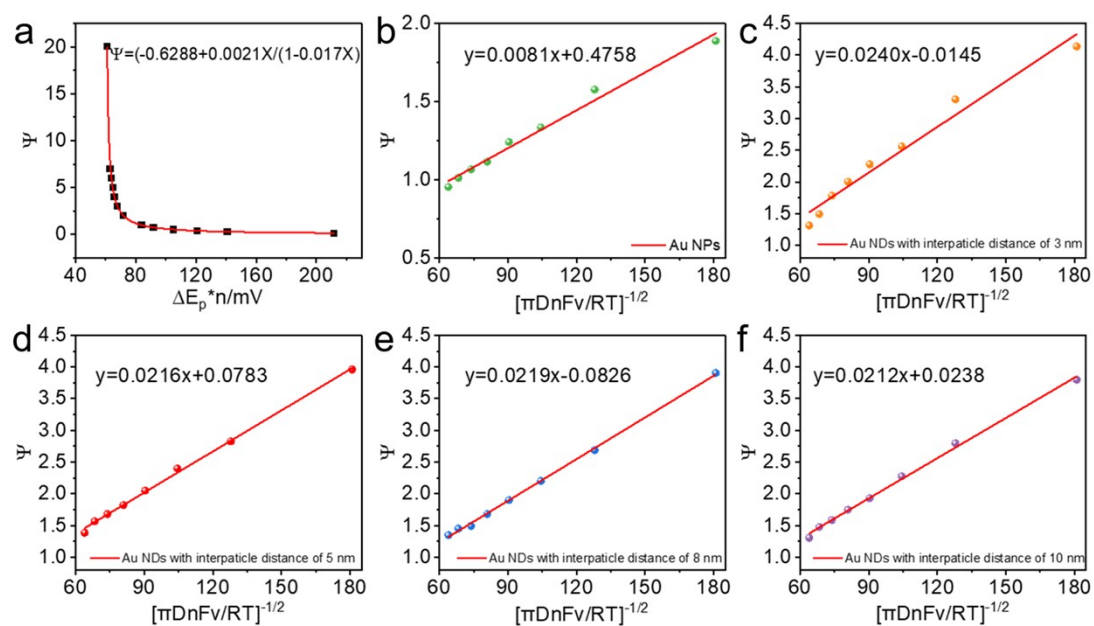 a
Ψ=(-0.6288+0.0021X/(1-0.017X)
20
15
10
5
0
Ψ
40 80 120 160 200
ΔEp*n/mV
b
y=0.0081x+0.4758
2.0
1.5
1.0
0.5
Ψ
Au NPs
60 90 120 150 180
[πDnFv/RT]-1/2
c
y=0.0240x-0.0145
4.5
4.0
3.5
3.0
2.5
2.0
1.5
1.0
Ψ
Au NDs with interpaticle distance of 3 nm
60 90 120 150 180
[πDnFv/RT]-1/2
d
y=0.0216x+0.0783
4.5
4.0
3.5
3.0
2.5
2.0
1.5
1.0
Ψ
Au NDs with interpaticle distance of 5 nm
60 90 120 150 180
[πDnFv/RT]-1/2
e
y=0.0219x-0.0826
4.5
4.0
3.5
3.0
2.5
2.0
1.5
1.0
Ψ
Au NDs with interpaticle distance of 8 nm
60 90 120 150 180
[πDnFv/RT]-1/2
f
y=0.0212x+0.0238
4.5
4.0
3.5
3.0
2.5
2.0
1.5
1.0
Ψ
Au NDs with interpaticle distance of 10 nm
60 90 120 150 180
[πDnFv/RT]-1/2